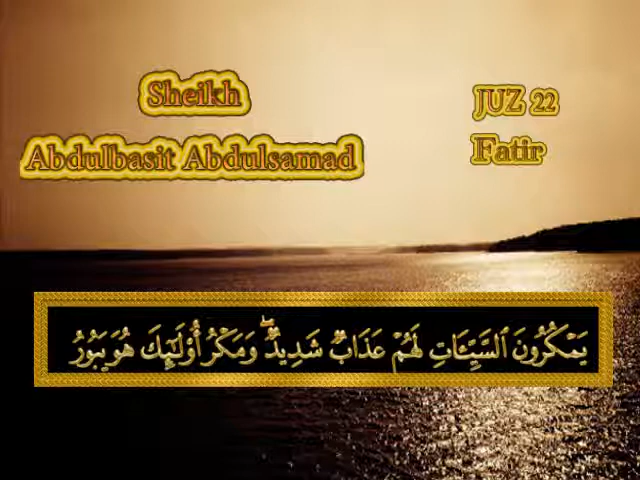 Sheikh
Abdulbasit Abdulsamad
JUZ 22
Fatir
يَمْكُرُونَ ٱلسَّيِّـَٔاتِ لَهُمْ عَذَابٌ شَدِيدٌ ۖ وَمَكْرُ أُو۟لَـٰٓئِكَ هُوَ يَبُورُ